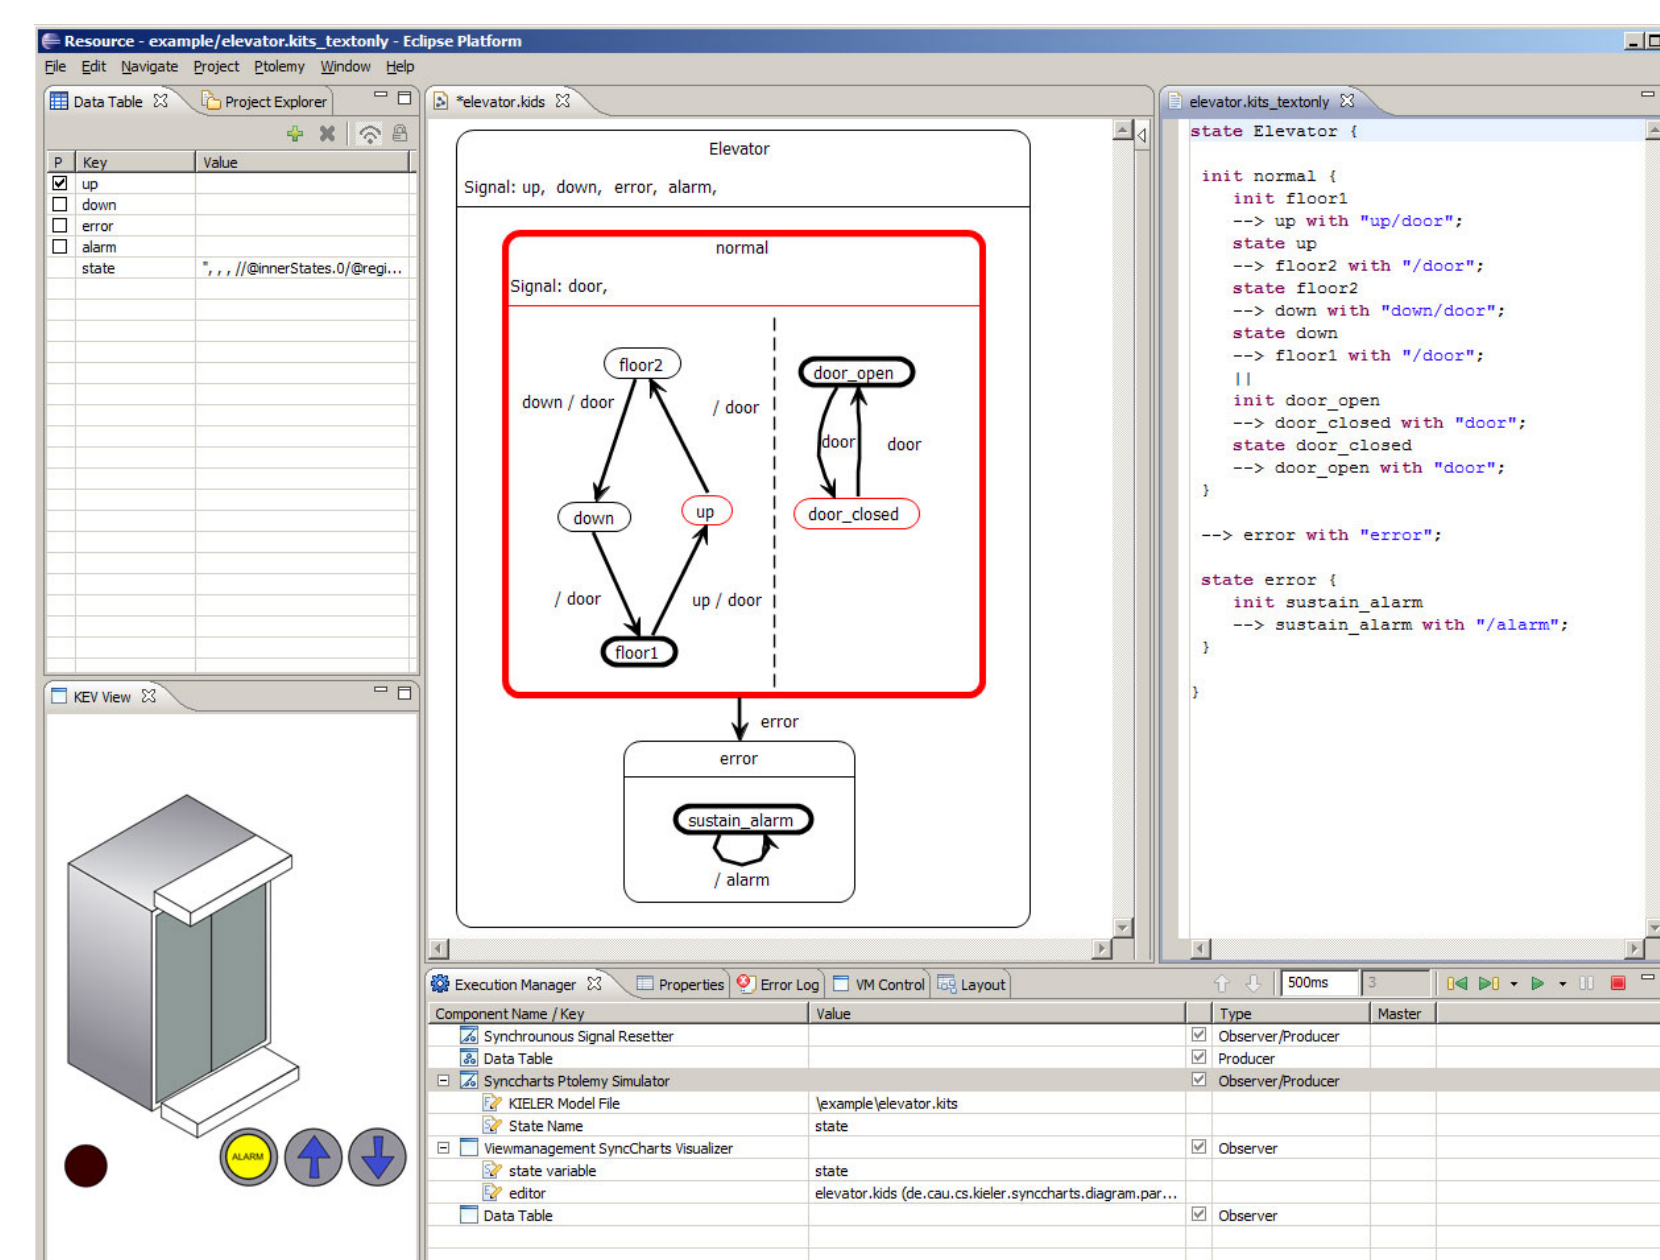 Resource - example/elevator.kits_textonly - Eclipse Platform
File Edit Navigate Project Ptolemy Window Help
Data Table Project Explorer
P Key Value
up
down
error
alarm
state ", , , //@innerStates.0/@regi...
KEV View
ALARM
*elevator.kids
Elevator
Signal: up, down, error, alarm,
normal
Signal: door,
floor2
door_open
down / door
/ door
door
door
down
up
door_closed
/ door
up / door
floor1
error
error
sustain_alarm
/ alarm
elevator.kits_textonly
state Elevator {
init normal {
init floor1
--> up with "up/door";
state up
--> floor2 with "/door";
state floor2
--> down with "down/door";
state down
--> floor1 with "/door";
||
init door_open
--> door_closed with "door";
state door_closed
--> door_open with "door";
}
--> error with "error";
state error {
init sustain_alarm
--> sustain_alarm with "/alarm";
}
}
Execution Manager Properties Error Log VM Control Layout 500ms 3
Component Name / Key Value Type Master
Synchrounous Signal Resetter Observer/Producer
Data Table Producer
Synccharts Ptolemy Simulator Observer/Producer
KIELER Model File \example\elevator.kits
State Name state
Viewmanagement SyncCharts Visualizer Observer
state variable state
editor elevator.kids (de.cau.cs.kieler.synccharts.diagram.par...
Data Table Observer